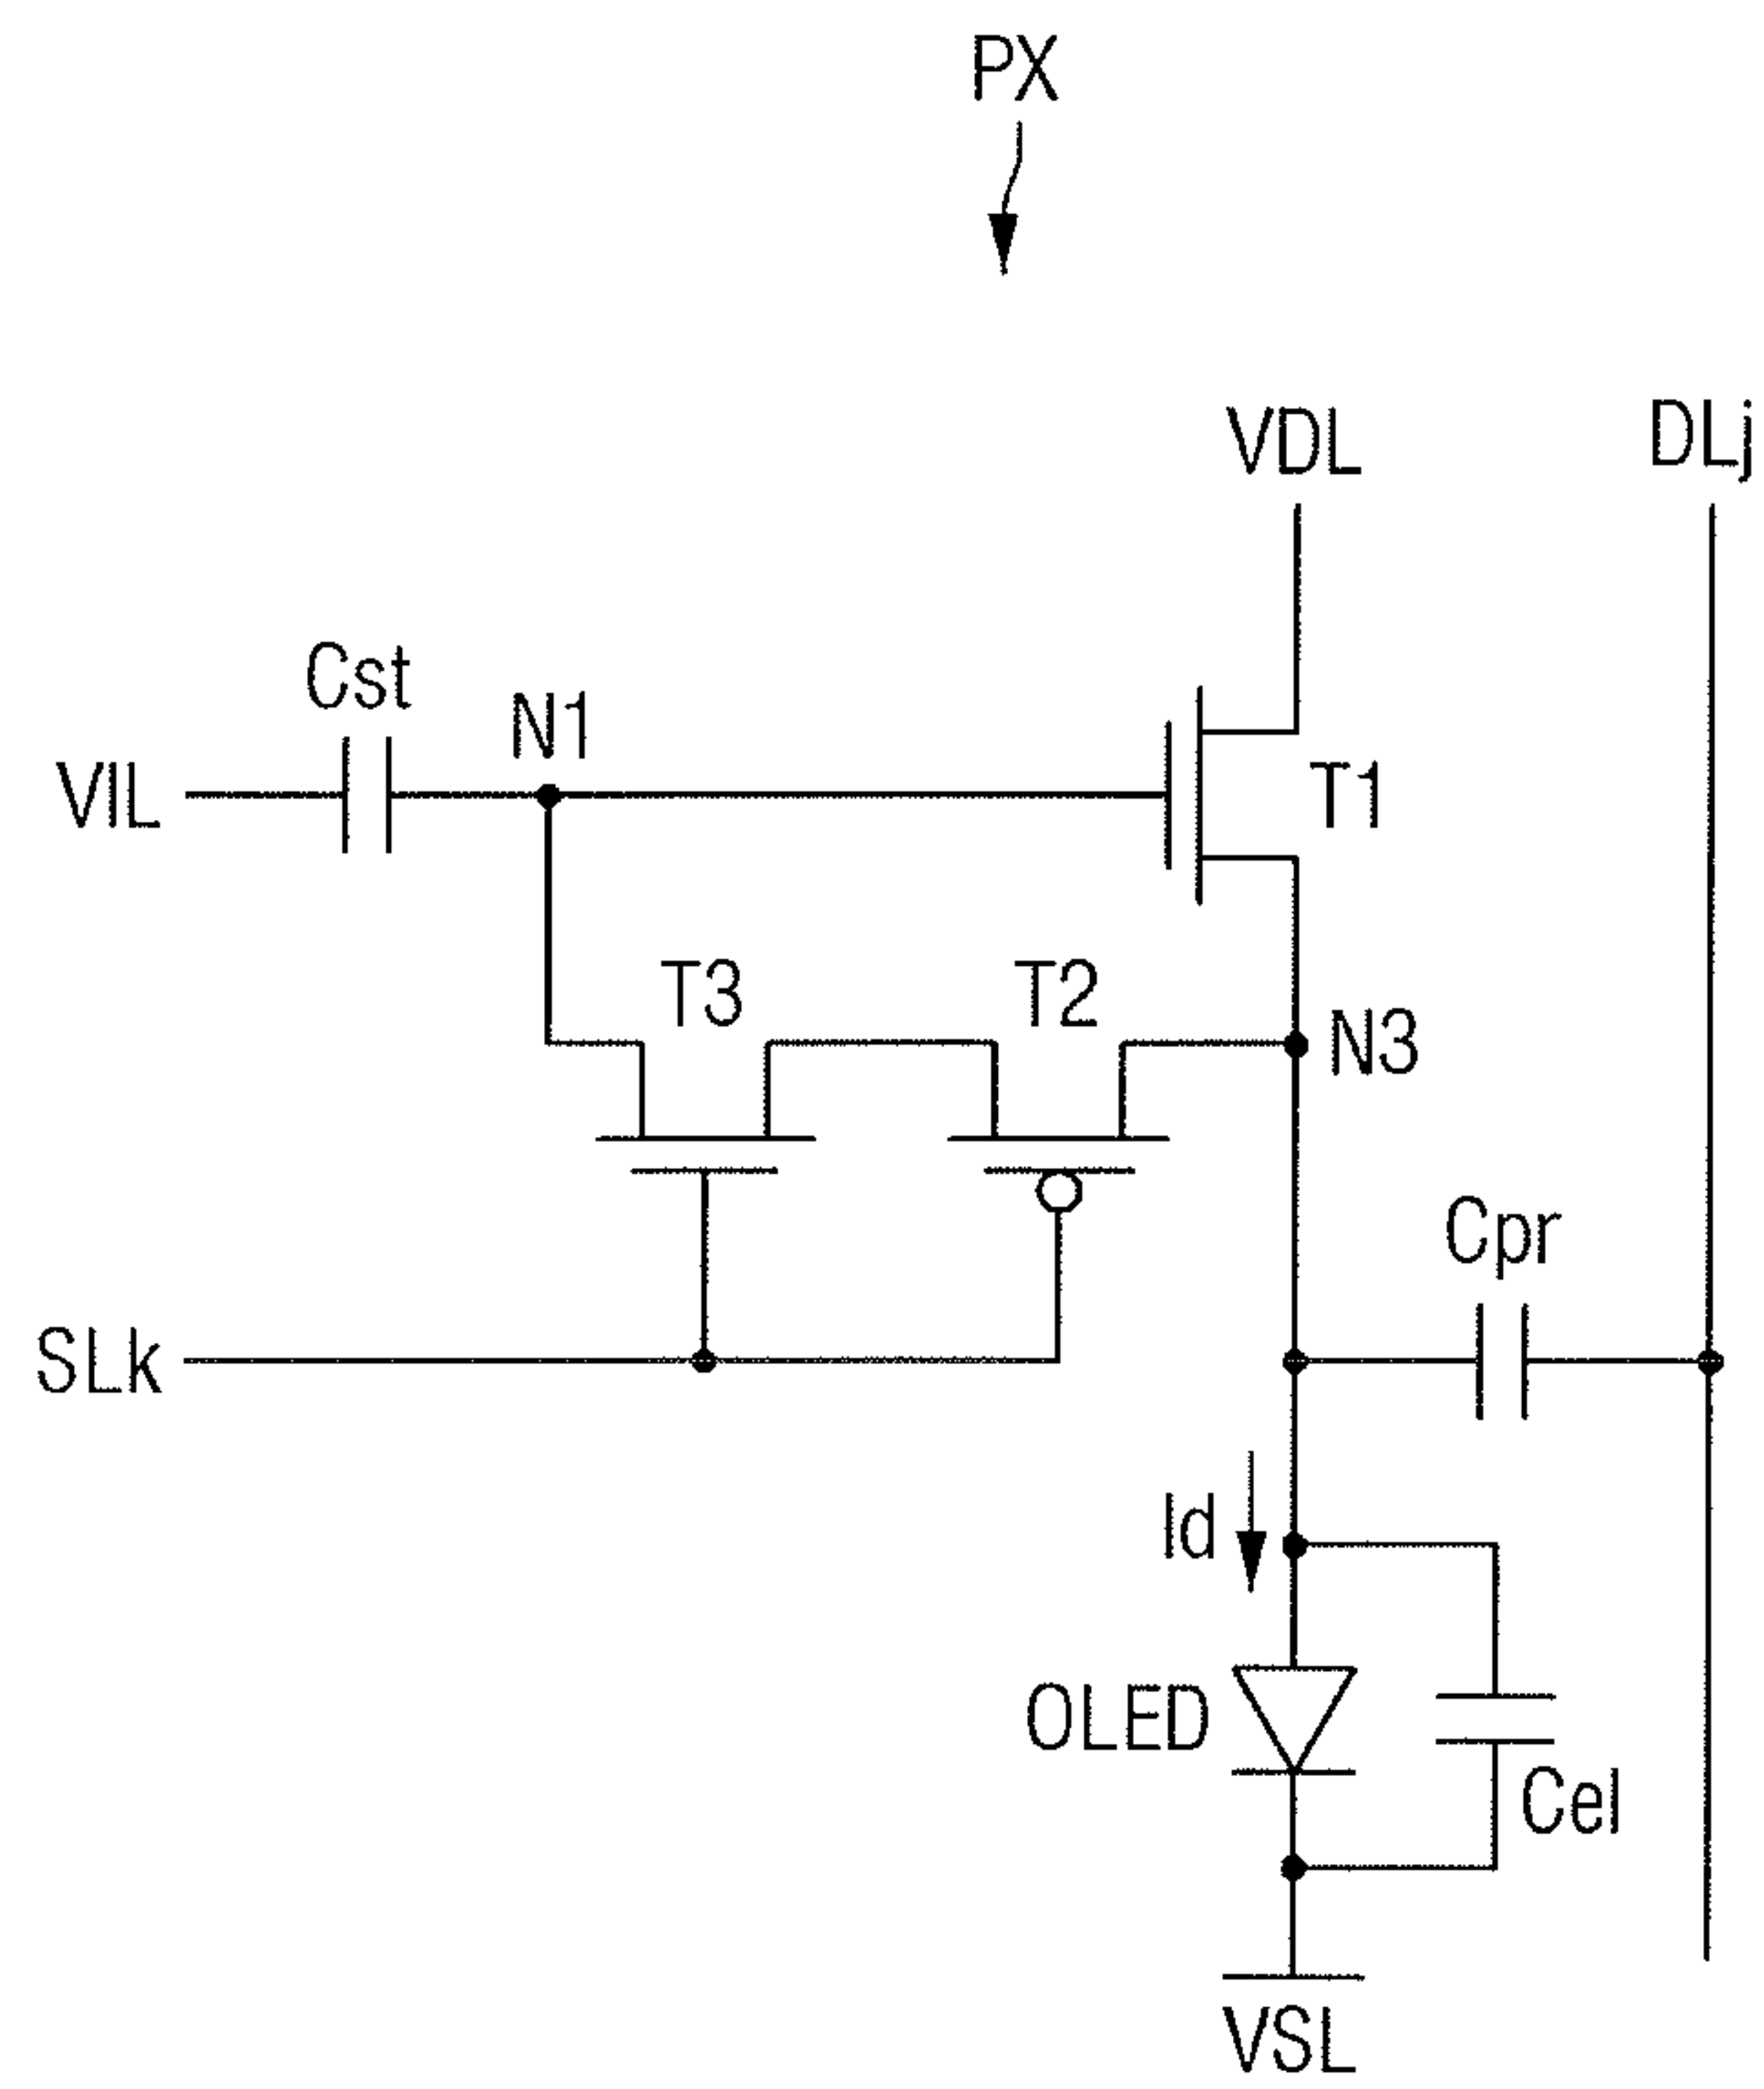 PX
VDL
DLj
Cst
N1
VIL
T1
T3
T2
N3
Cpr
SLk
Id
OLED
Cel
VSL